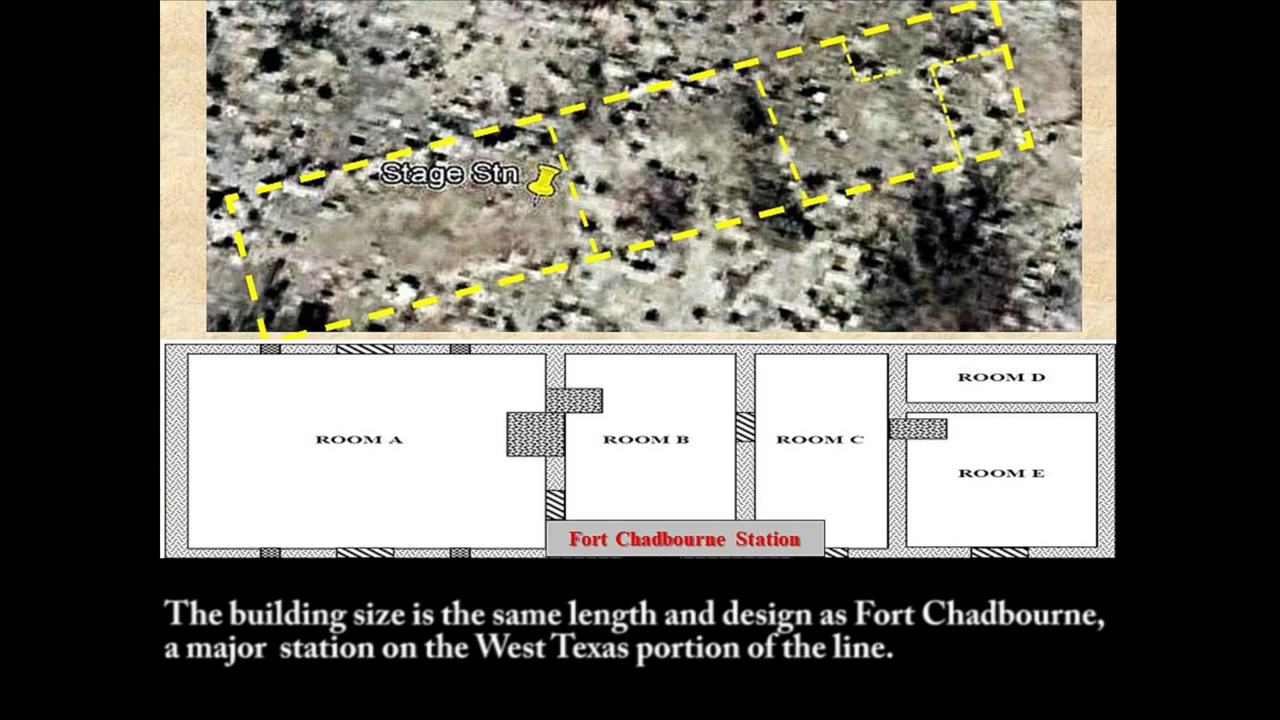 Stage Stn
ROOM D
ROOM A
ROOM B
ROOM C
ROOM E
Fort Chadbourne Station
The building size is the same length and design as Fort Chadbourne,
a major station on the West Texas portion of the line.